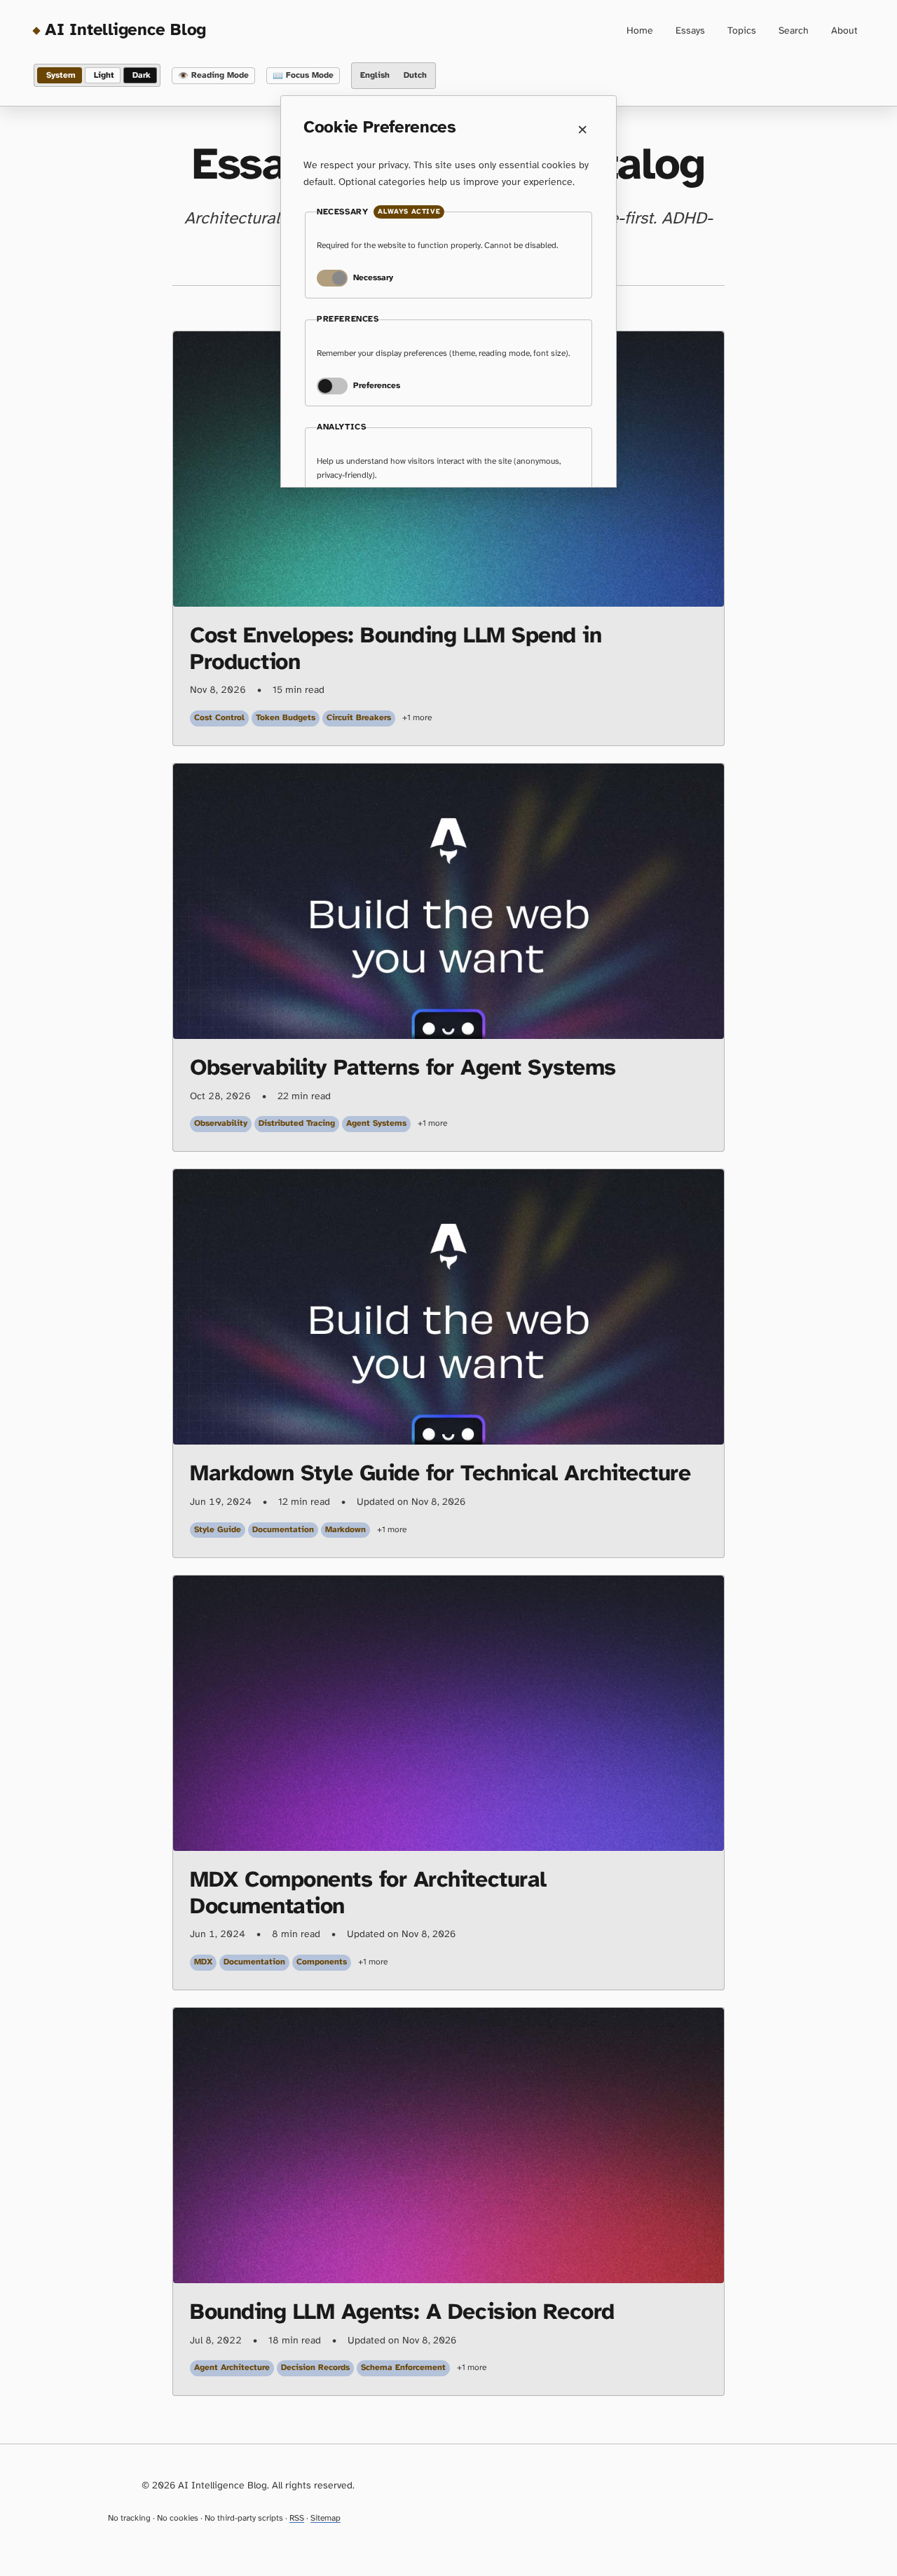 AI Intelligence Blog
Home Essays Topics Search About
System Light Dark Reading Mode Focus Mode English Dutch
Cookie Preferences ✕
We respect your privacy. This site uses only essential cookies by
default. Optional categories help us improve your experience.
NECESSARY ALWAYS ACTIVE
Required for the website to function properly. Cannot be disabled.
Necessary
PREFERENCES
Remember your display preferences (theme, reading mode, font size).
Preferences
ANALYTICS
Help us understand how visitors interact with the site (anonymous,
privacy-friendly).
Architectural
ADHD-
Cost Envelopes: Bounding LLM Spend in
Production
Nov 8, 2026 • 15 min read
Cost Control Token Budgets Circuit Breakers +1 more
Build the web
you want
Observability Patterns for Agent Systems
Oct 28, 2026 • 22 min read
Observability Distributed Tracing Agent Systems +1 more
Build the web
you want
Markdown Style Guide for Technical Architecture
Jun 19, 2024 • 12 min read • Updated on Nov 8, 2026
Style Guide Documentation Markdown +1 more
MDX Components for Architectural
Documentation
Jun 1, 2024 • 8 min read • Updated on Nov 8, 2026
MDX Documentation Components +1 more
Bounding LLM Agents: A Decision Record
Jul 8, 2022 • 18 min read • Updated on Nov 8, 2026
Agent Architecture Decision Records Schema Enforcement +1 more
© 2026 AI Intelligence Blog. All rights reserved.
No tracking · No cookies · No third-party scripts · RSS · Sitemap